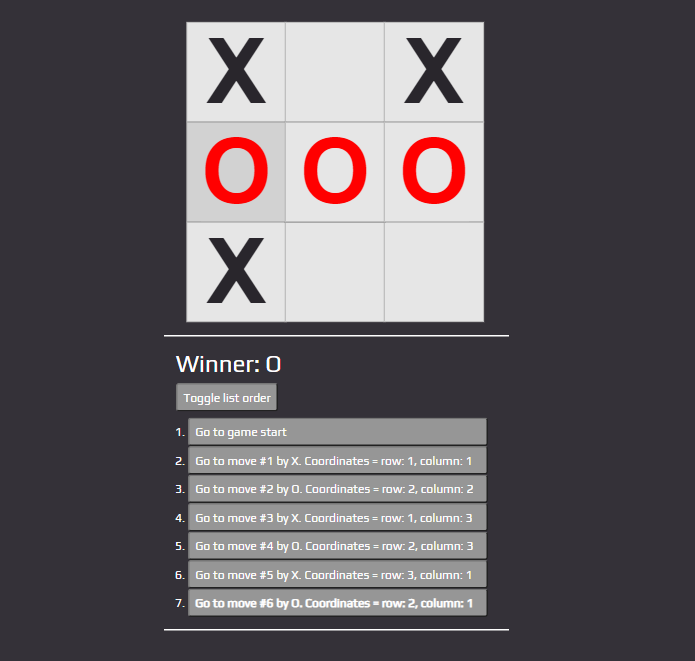 X X
O O O
X
Winner: O
Toggle list order
1. Go to game start
2. Go to move #1 by X. Coordinates = row: 1, column: 1
3. Go to move #2 by O. Coordinates = row: 2, column: 2
4. Go to move #3 by X. Coordinates = row: 1, column: 3
5. Go to move #4 by O. Coordinates = row: 2, column: 3
6. Go to move #5 by X. Coordinates = row: 3, column: 1
7. Go to move #6 by O. Coordinates = row: 2, column: 1